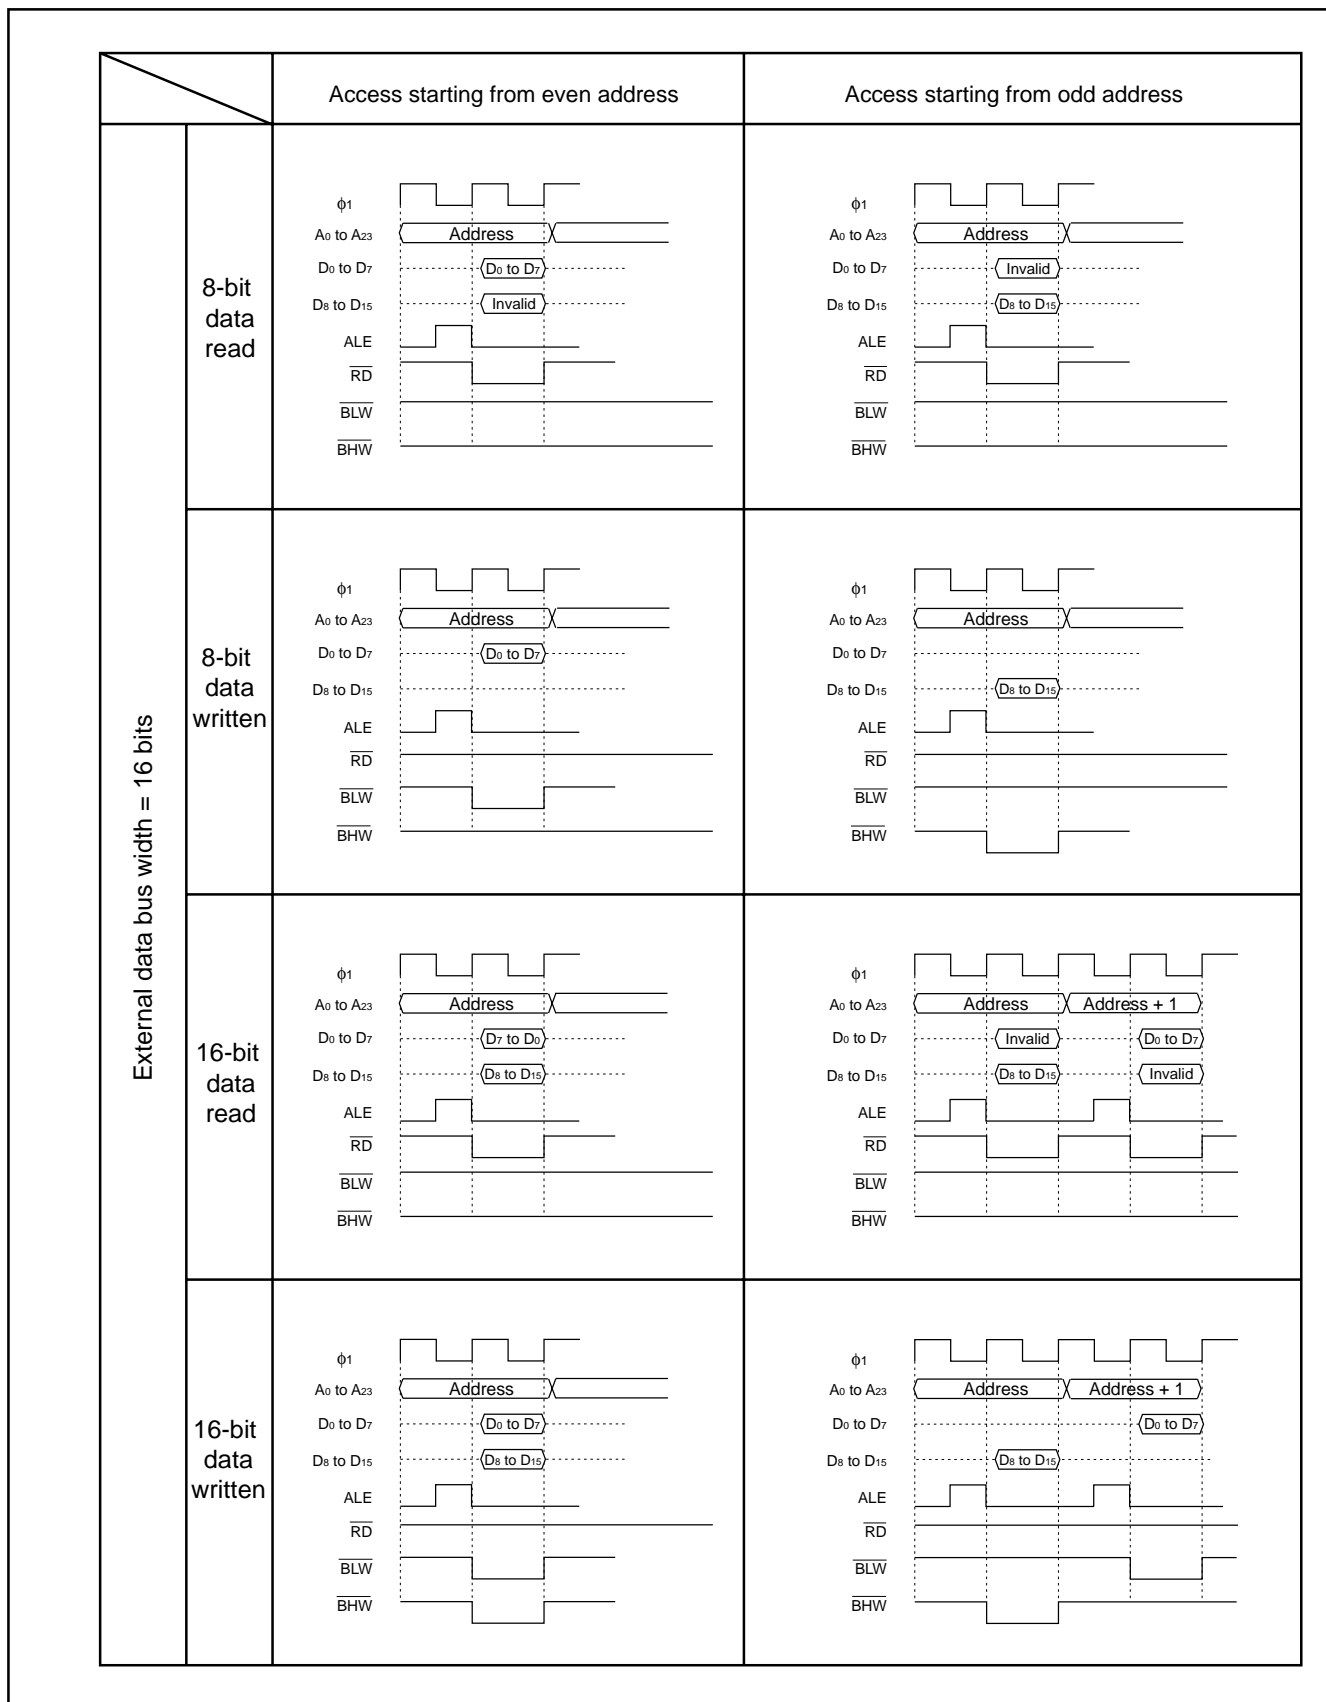 Access starting from even address
Access starting from odd address
External data bus width = 16 bits
8-bit
data
read
ϕ1
A0 to A23
Address
D0 to D7
D0 to D7
D8 to D15
Invalid
ALE
RD
BLW
BHW
ϕ1
A0 to A23
Address
D0 to D7
Invalid
D8 to D15
D8 to D15
ALE
RD
BLW
BHW
8-bit
data
written
ϕ1
A0 to A23
Address
D0 to D7
D0 to D7
D8 to D15
ALE
RD
BLW
BHW
ϕ1
A0 to A23
Address
D0 to D7
D8 to D15
D8 to D15
ALE
RD
BLW
BHW
16-bit
data
read
ϕ1
A0 to A23
Address
D0 to D7
D7 to D0
D8 to D15
D8 to D15
ALE
RD
BLW
BHW
ϕ1
A0 to A23
Address Address + 1
D0 to D7
Invalid D0 to D7
D8 to D15
D8 to D15 Invalid
ALE
RD
BLW
BHW
16-bit
data
written
ϕ1
A0 to A23
Address
D0 to D7
D0 to D7
D8 to D15
D8 to D15
ALE
RD
BLW
BHW
ϕ1
A0 to A23
Address Address + 1
D0 to D7
D0 to D7
D8 to D15
D8 to D15
ALE
RD
BLW
BHW